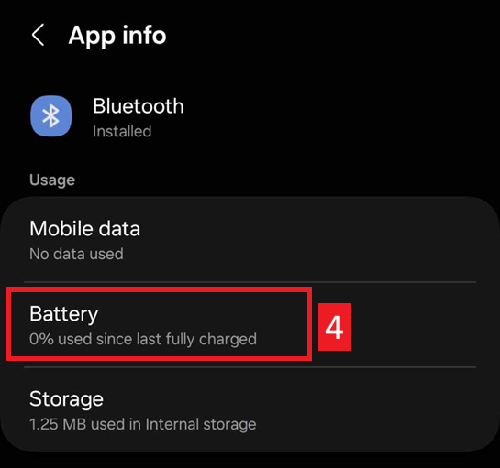 App info
Bluetooth
Installed
Usage
Mobile data
No data used
Battery
0% used since last fully charged
4
Storage
1.25 MB used in Internal storage